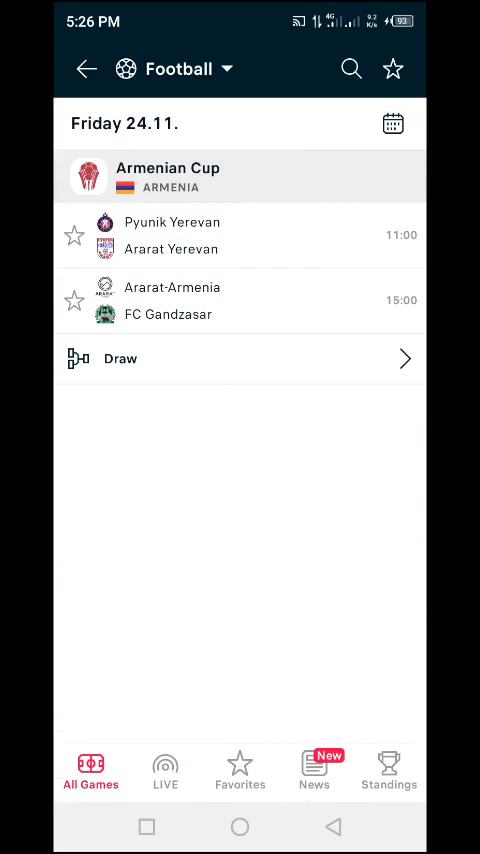 5:26 PM
4G
9.2
K/s
93
Football
Friday 24.11.
Armenian Cup
ARMENIA
Pyunik Yerevan
Ararat Yerevan
11:00
Ararat-Armenia
FC Gandzasar
15:00
Draw
New
All Games
LIVE
Favorites
News
Standings